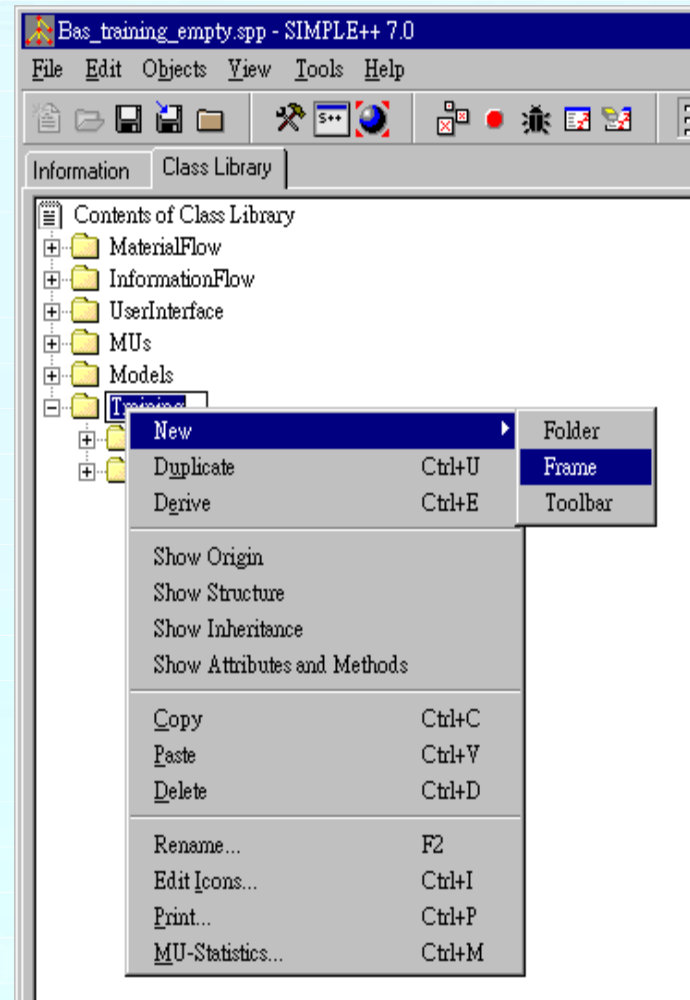 Bas_training_empty.spp - SIMPLE++ 7.0
File Edit Objects View Tools Help
S++
Information Class Library
Contents of Class Library
MaterialFlow
InformationFlow
UserInterface
MUs
Models
Training
New
Duplicate Ctrl+U
Derive Ctrl+E
Show Origin
Show Structure
Show Inheritance
Show Attributes and Methods
Copy Ctrl+C
Paste Ctrl+V
Delete Ctrl+D
Rename... F2
Edit Icons... Ctrl+I
Print... Ctrl+P
MU-Statistics... Ctrl+M
Folder
Frame
Toolbar